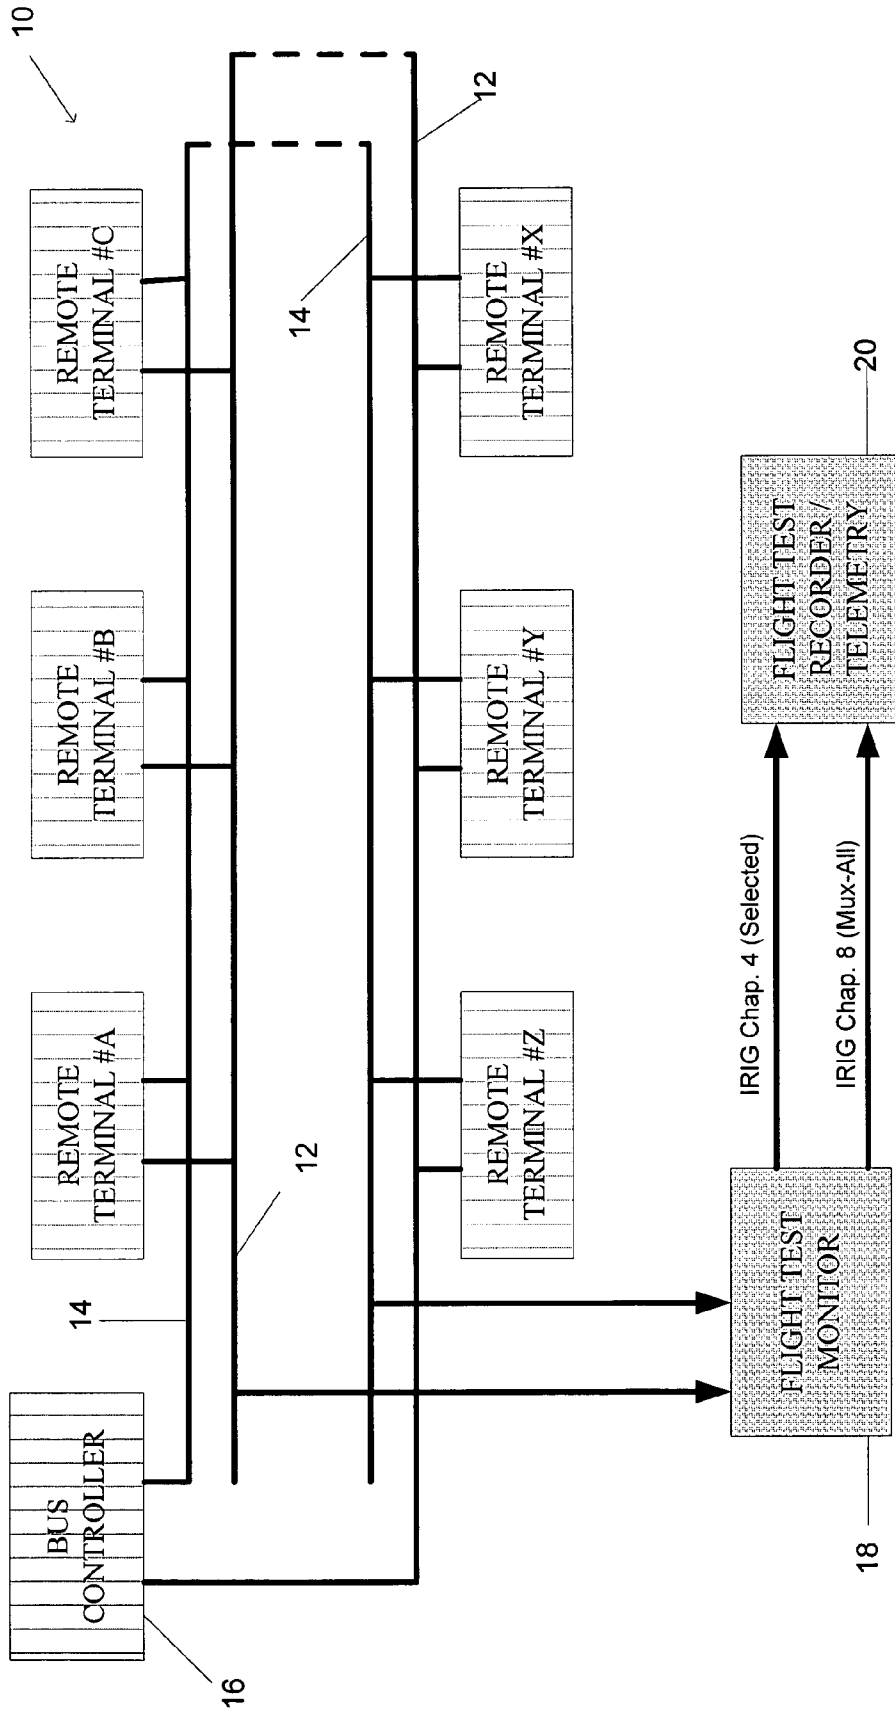 10
REMOTE
TERMINAL #C
REMOTE
TERMINAL #B
REMOTE
TERMINAL #A
BUS
CONTROLLER
16
14
12
14
12
REMOTE
TERMINAL #X
REMOTE
TERMINAL #Y
REMOTE
TERMINAL #Z
FLIGHT TEST
MONITOR
18
IRIG Chap. 4 (Selected)
IRIG Chap. 8 (Mux-All)
FLIGHT TEST
RECORDER/
TELEMETRY
20